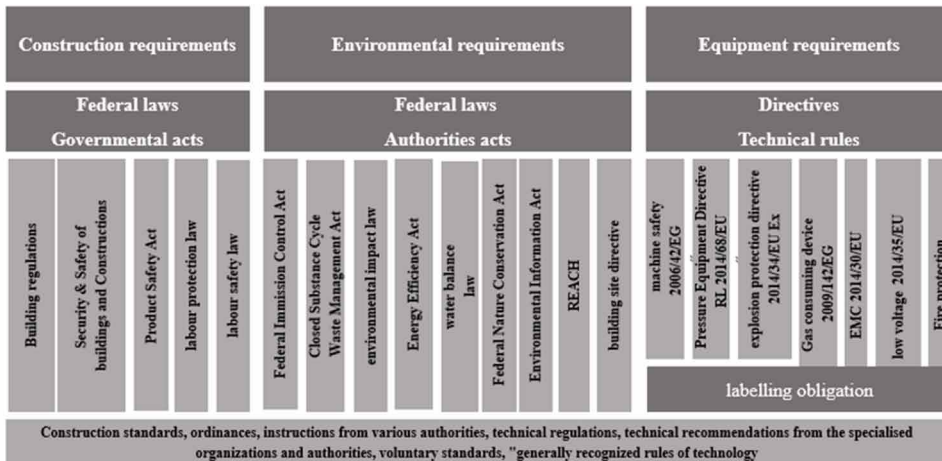 Construction requirements
Environmental requirements
Equipment requirements
Federal laws
Governmental acts
Federal laws
Authorities acts
Directives
Technical rules
Building regulations
Security & Safety of
buildings and Constructions
Product Safety Act
labour protection law
labour safety law
Federal Immission Control Act
Closed Substance Cycle
Waste Management Act
environmental impact law
Energy Efficiency Act
water balance
law
Federal Nature Conservation Act
Environmental Information Act
REACH
building site directive
machine safety
2006/42/EG
Pressure Equipment Directive
RL 2014/68/EU
explosion protection directive
2014/34/EU Ex
Gas consuming device
2009/142/EG
EMC 2014/30/EU
low voltage 2014/35/EU
Fire protection
labelling obligation
Construction standards, ordinances, instructions from various authorities, technical regulations, technical recommendations from the specialised
organizations and authorities, voluntary standards, "generally recognized rules of technology